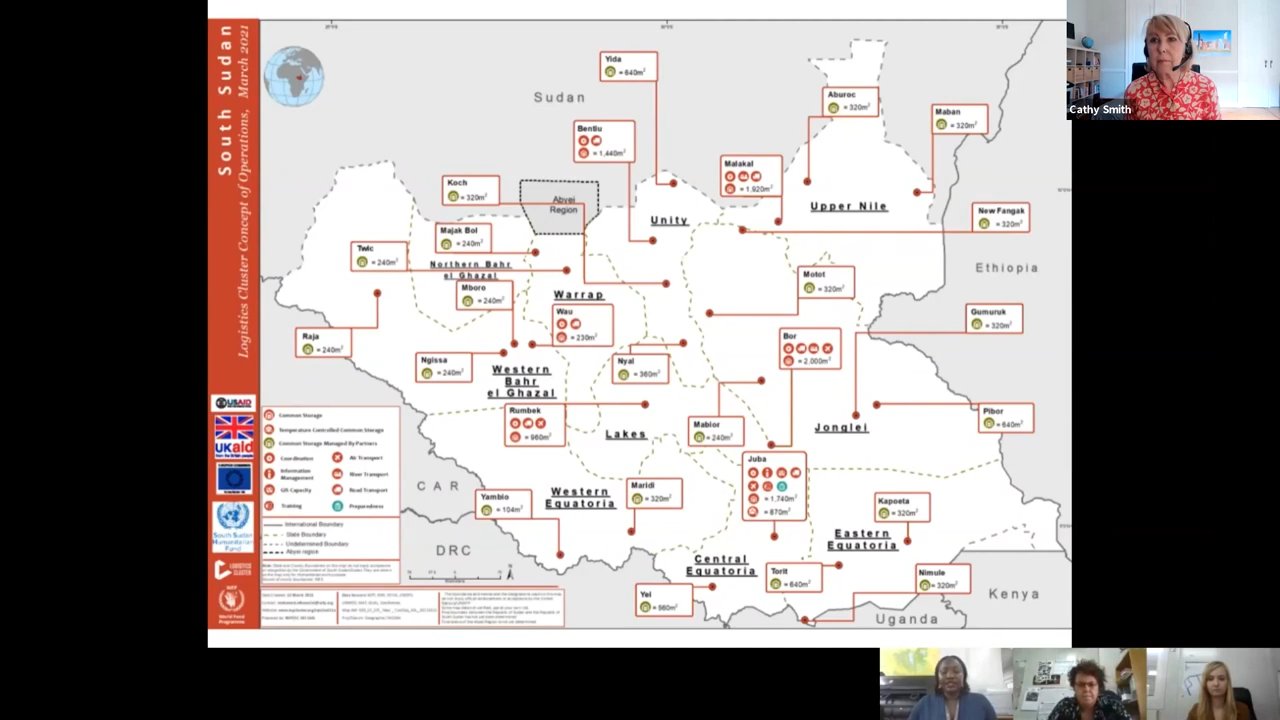 South Sudan
Logistics Cluster Concept of Operations, March 2021
Cathy Smith
Sudan
Yida
= 640m²
Aburoc
= 320m²
Maban
= 320m²
Bentiu
= 1,440m²
Malakal
= 1,920m²
Koch
= 320m²
Abyei
Region
Upper Nile
Unity
New Fangak
= 320m²
Majak Bol
= 240m²
Twic
= 240m²
Northern Bahr
el Ghazal
Ethiopia
Mboro
= 240m²
Warrap
Motot
= 320m²
Wau
= 230m²
Gumuruk
= 320m²
Raja
= 240m²
Bor
= 2,000m²
Ngissa
= 240m²
Nyal
= 360m²
Western
Bahr
el Ghazal
Rumbek
= 960m²
Lakes
Mabior
= 240m²
Jonglei
Pibor
= 640m²
Juba
= 1,740m²
= 870m²
CAR
Yambio
= 104m²
Western
Equatoria
Maridi
= 320m²
Kapoeta
= 320m²
Eastern
Equatoria
DRC
Central
Equatoria
Torit
= 640m²
Nimule
= 320m²
Yei
= 960m²
Kenya
Uganda
USAID
UKaid
South Sudan
Humanitarian
Fund
LOGISTICS CLUSTER
WFP
World Food
Programme
Common Storage
Temperature Controlled Common Storage
Common Storage Managed By Partners
Coordination
Air Transport
Information
Management
River Transport
Gift Capacity
Road Transport
Training
Preparedness
International Boundary
State Boundary
Undetermined Boundary
Abyei region